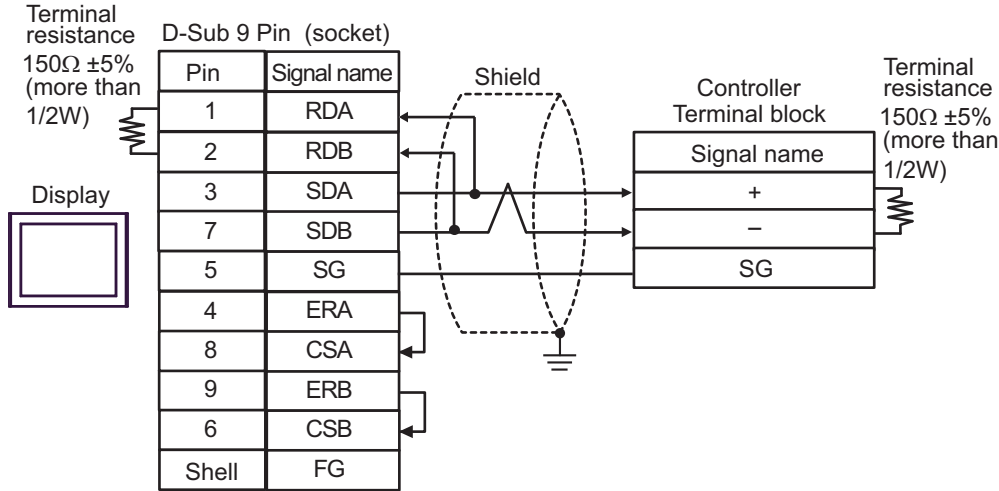 Terminal
resistance
150Ω ±5%
(more than
1/2W)
D-Sub 9 Pin (socket)
Pin Signal name
1 RDA
2 RDB
3 SDA
7 SDB
5 SG
4 ERA
8 CSA
9 ERB
6 CSB
Shell FG
Display
Shield
Controller
Terminal block
Signal name
+
–
SG
Terminal
resistance
150Ω ±5%
(more than
1/2W)